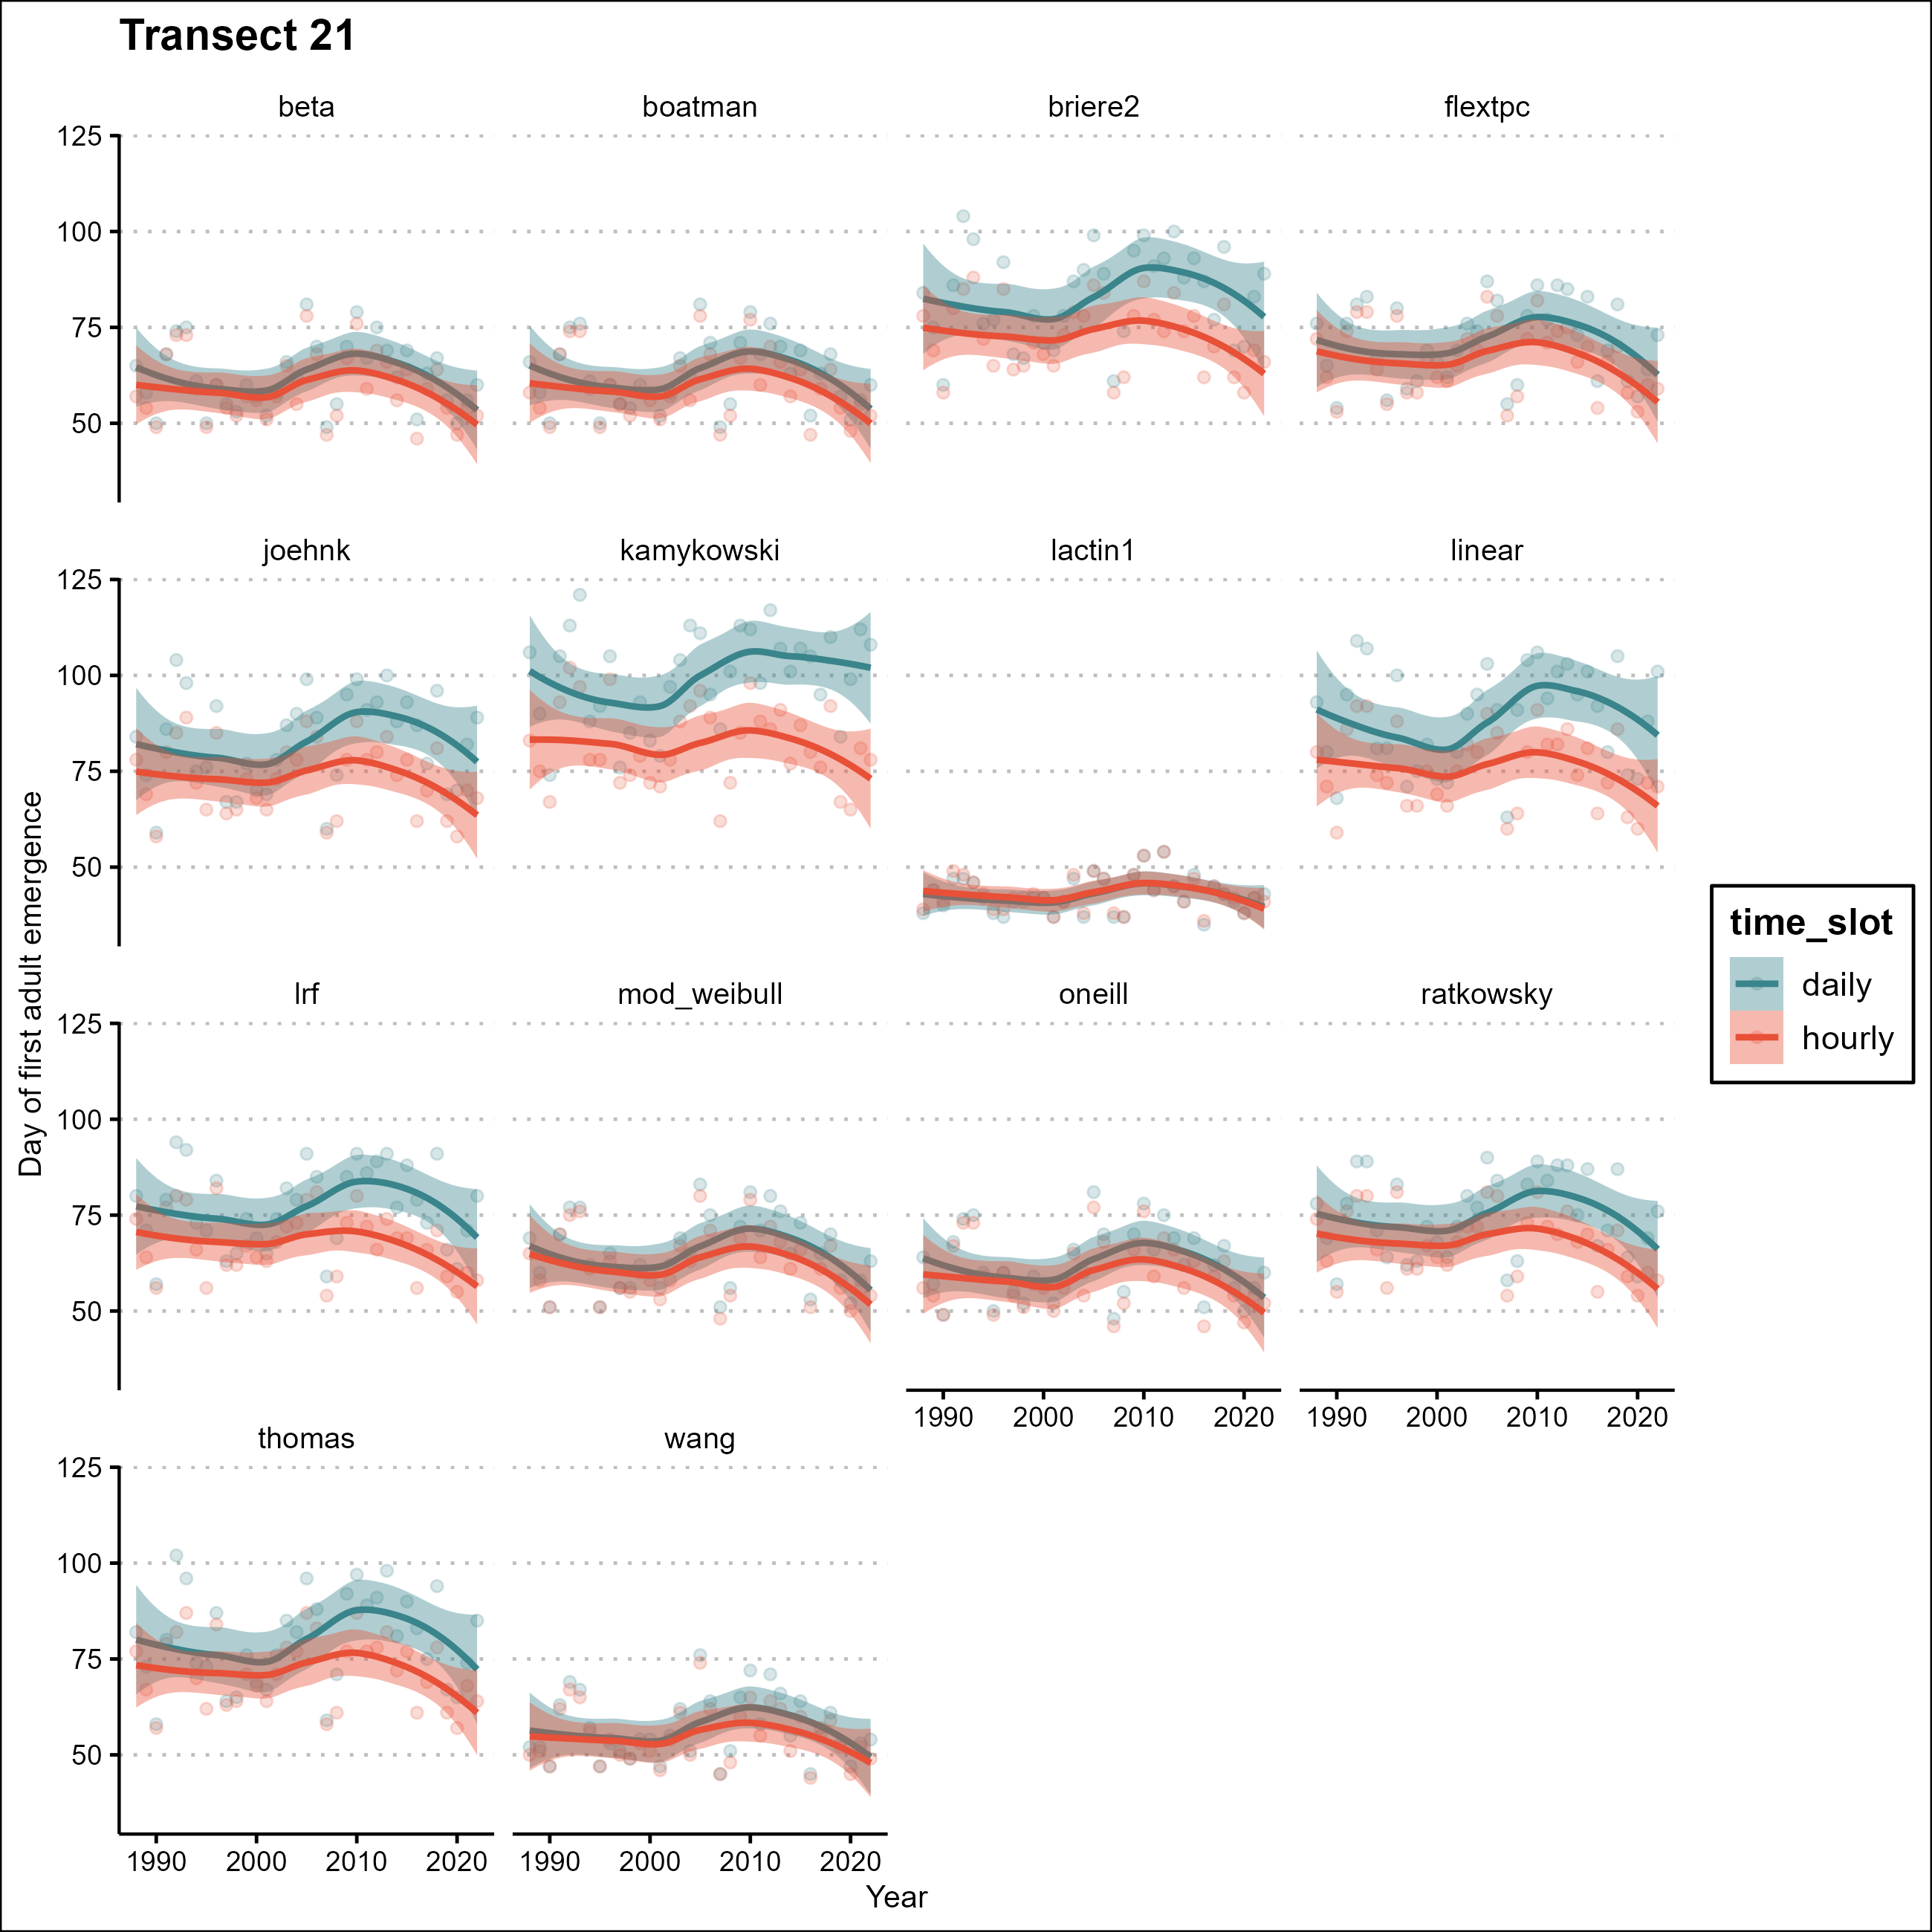 Transect 21
beta boatman briere2 flextpc
125
100
75
50
joehnk kamykowski lactin1 linear
125
100
75
50
Day of first adult emergence
time_slot
daily
hourly
lrf mod_weibull oneill ratkowsky
125
100
75
50
1990 2000 2010 2020 1990 2000 2010 2020
thomas wang
125
100
75
50
1990 2000 2010 2020 1990 2000 2010 2020
Year